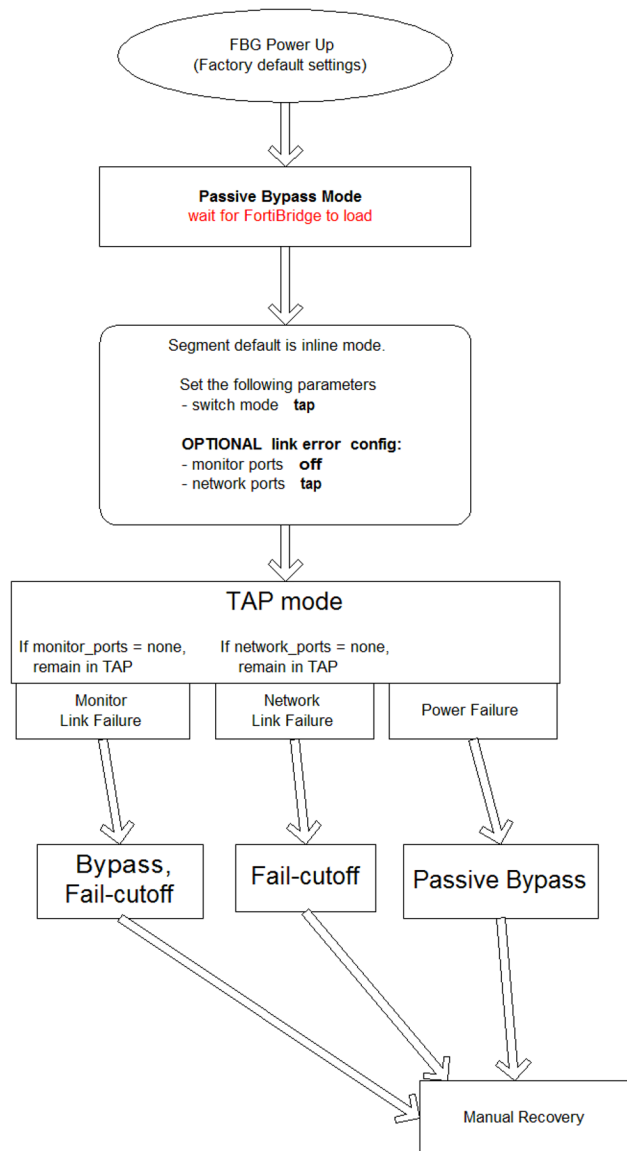 FBG Power Up
(Factory default settings)
Passive Bypass Mode
wait for FortiBridge to load
Segment default is inline mode.
Set the following parameters
- switch mode tap
OPTIONAL link error config:
- monitor ports off
- network ports tap
TAP mode
If monitor_ports = none,
remain in TAP
If network_ports = none,
remain in TAP
Monitor
Link Failure
Network
Link Failure
Power Failure
Bypass,
Fail-cutoff
Fail-cutoff
Passive Bypass
Manual Recovery